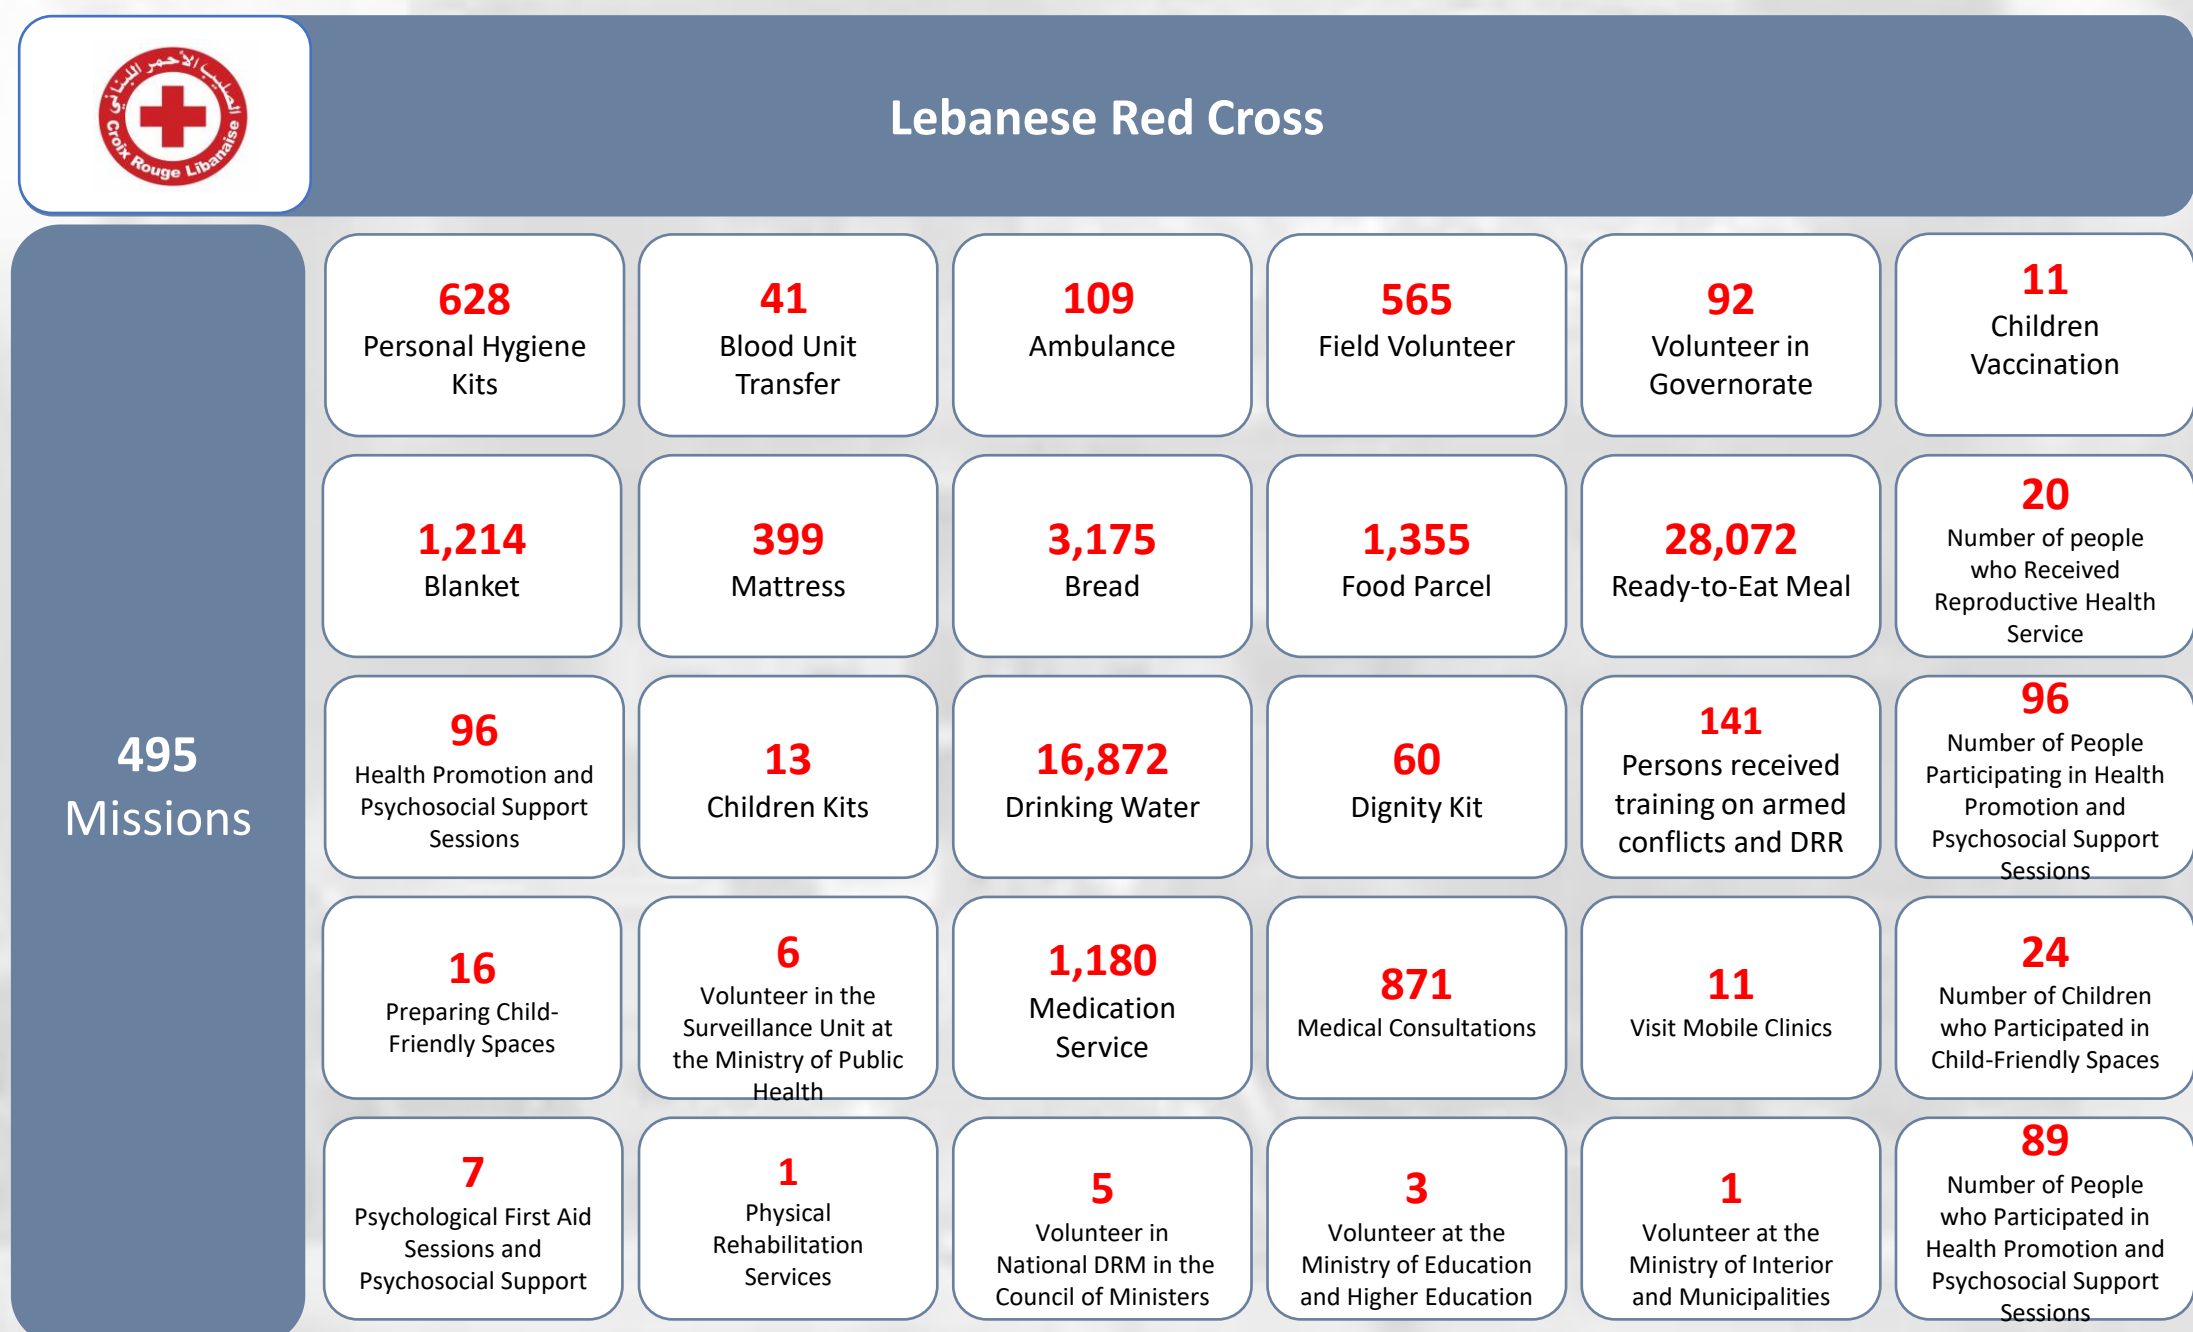 الصليب الأحمر اللبناني
Croix Rouge Libanaise
Lebanese Red Cross
495
Missions
628
Personal Hygiene
Kits
41
Blood Unit
Transfer
109
Ambulance
565
Field Volunteer
92
Volunteer in
Governorate
11
Children
Vaccination
1,214
Blanket
399
Mattress
3,175
Bread
1,355
Food Parcel
28,072
Ready-to-Eat Meal
20
Number of people
who Received
Reproductive Health
Service
96
Health Promotion and
Psychosocial Support
Sessions
13
Children Kits
16,872
Drinking Water
60
Dignity Kit
141
Persons received
training on armed
conflicts and DRR
96
Number of People
Participating in Health
Promotion and
Psychosocial Support
Sessions
16
Preparing Child-
Friendly Spaces
6
Volunteer in the
Surveillance Unit at
the Ministry of Public
Health
1,180
Medication
Service
871
Medical Consultations
11
Visit Mobile Clinics
24
Number of Children
who Participated in
Child-Friendly Spaces
7
Psychological First Aid
Sessions and
Psychosocial Support
1
Physical
Rehabilitation
Services
5
Volunteer in
National DRM in the
Council of Ministers
3
Volunteer at the
Ministry of Education
and Higher Education
1
Volunteer at the
Ministry of Interior
and Municipalities
89
Number of People
who Participated in
Health Promotion and
Psychosocial Support
Sessions